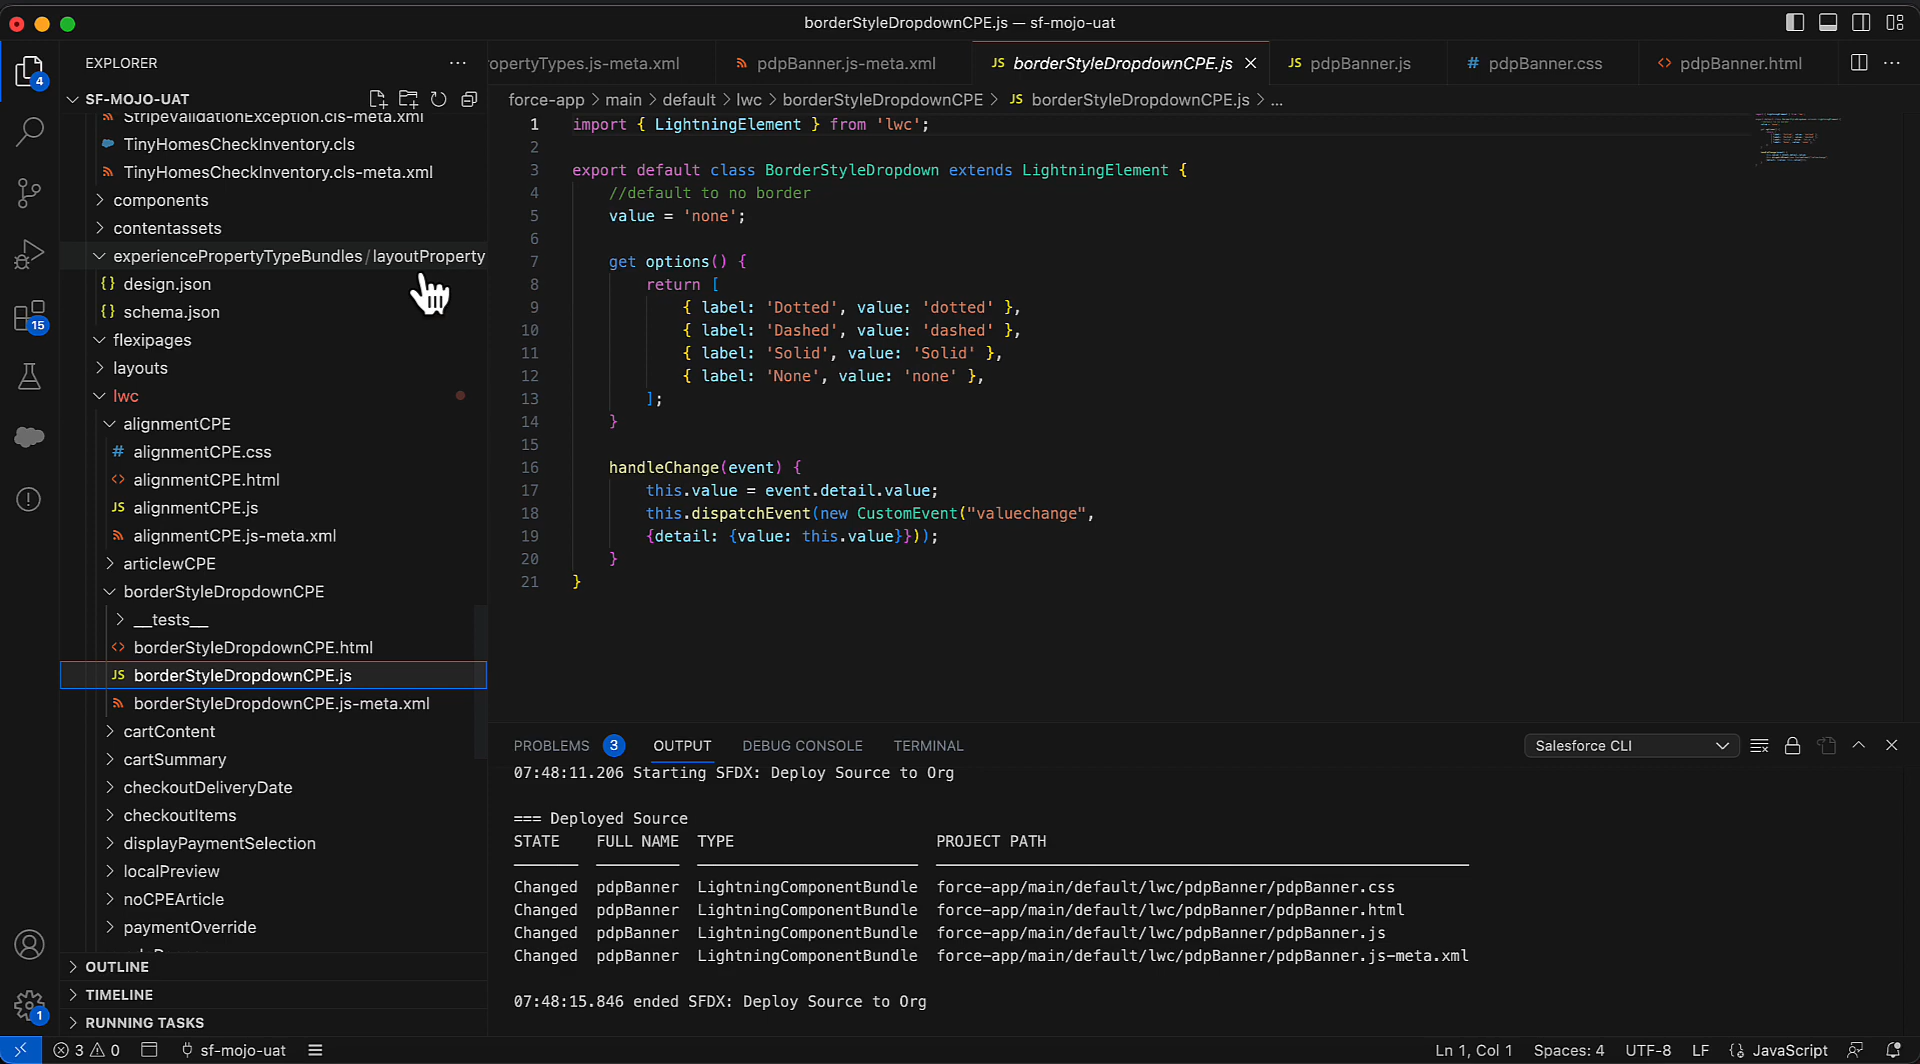 borderStyleDropdownCPE.js — sf-mojo-uat
EXPLORER
SF-MOJO-UAT
StripeValidationException.cls-meta.xml
TinyHomesCheckInventory.cls
TinyHomesCheckInventory.cls-meta.xml
components
contentassets
experiencePropertyTypeBundles / layoutProperty
design.json
schema.json
flexipages
layouts
lwc
alignmentCPE
alignmentCPE.css
alignmentCPE.html
alignmentCPE.js
alignmentCPE.js-meta.xml
articlewCPE
borderStyleDropdownCPE
__tests__
borderStyleDropdownCPE.html
JS borderStyleDropdownCPE.js
borderStyleDropdownCPE.js-meta.xml
cartContent
cartSummary
checkoutDeliveryDate
checkoutItems
displayPaymentSelection
localPreview
noCPEArticle
paymentOverride
OUTLINE
TIMELINE
RUNNING TASKS
4
15
1
opertyTypes.js-meta.xml
pdpBanner.js-meta.xml
JS borderStyleDropdownCPE.js
JS pdpBanner.js
# pdpBanner.css
<> pdpBanner.html
force-app > main > default > lwc > borderStyleDropdownCPE > JS borderStyleDropdownCPE.js > ...
1 import { LightningElement } from 'lwc';
2
3 export default class BorderStyleDropdown extends LightningElement {
4 //default to no border
5 value = 'none';
6
7 get options() {
8 return [
9 { label: 'Dotted', value: 'dotted' },
10 { label: 'Dashed', value: 'dashed' },
11 { label: 'Solid', value: 'Solid' },
12 { label: 'None', value: 'none' },
13 ];
14 }
15
16 handleChange(event) {
17 this.value = event.detail.value;
18 this.dispatchEvent(new CustomEvent("valuechange",
19 {detail: {value: this.value}}));
20 }
21 }
PROBLEMS 3 OUTPUT DEBUG CONSOLE TERMINAL
Salesforce CLI
07:48:11.206 Starting SFDX: Deploy Source to Org
=== Deployed Source
STATE FULL NAME TYPE PROJECT PATH
Changed pdpBanner LightningComponentBundle force-app/main/default/lwc/pdpBanner/pdpBanner.css
Changed pdpBanner LightningComponentBundle force-app/main/default/lwc/pdpBanner/pdpBanner.html
Changed pdpBanner LightningComponentBundle force-app/main/default/lwc/pdpBanner/pdpBanner.js
Changed pdpBanner LightningComponentBundle force-app/main/default/lwc/pdpBanner/pdpBanner.js-meta.xml
07:48:15.846 ended SFDX: Deploy Source to Org
3 0 sf-mojo-uat
Ln 1, Col 1 Spaces: 4 UTF-8 LF {} JavaScript